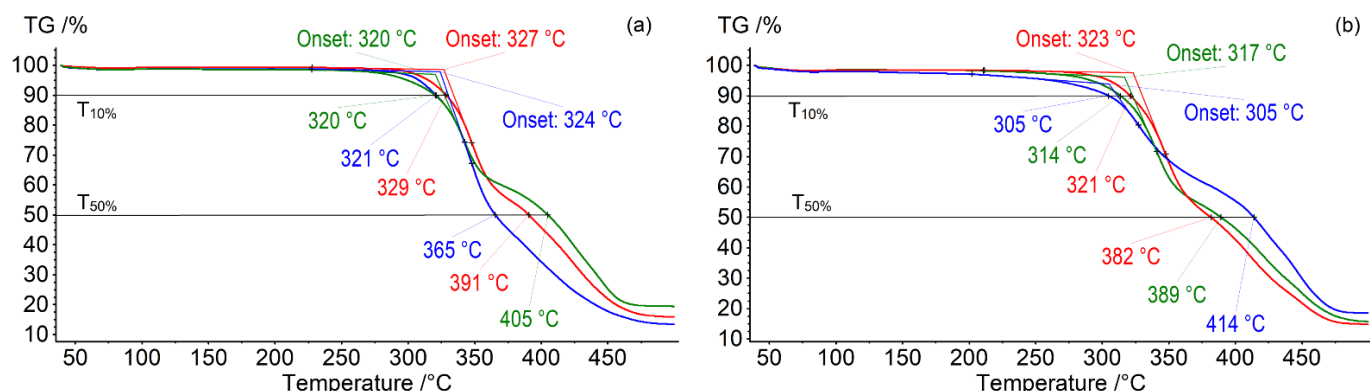 TG /%
(a)
Onset: 320 °C
Onset: 327 °C
100
90
T10%
320 °C
Onset: 324 °C
80
321 °C
70
329 °C
60
T50%
50
40
365 °C
30
391 °C
20
405 °C
10
50 100 150 200 250 300 350 400 450
Temperature /°C
TG /%
(b)
Onset: 323 °C
Onset: 317 °C
100
90
T10%
305 °C
Onset: 305 °C
80
314 °C
70
321 °C
60
T50%
50
40
382 °C
30
389 °C
20
414 °C
10
50 100 150 200 250 300 350 400 450
Temperature /°C